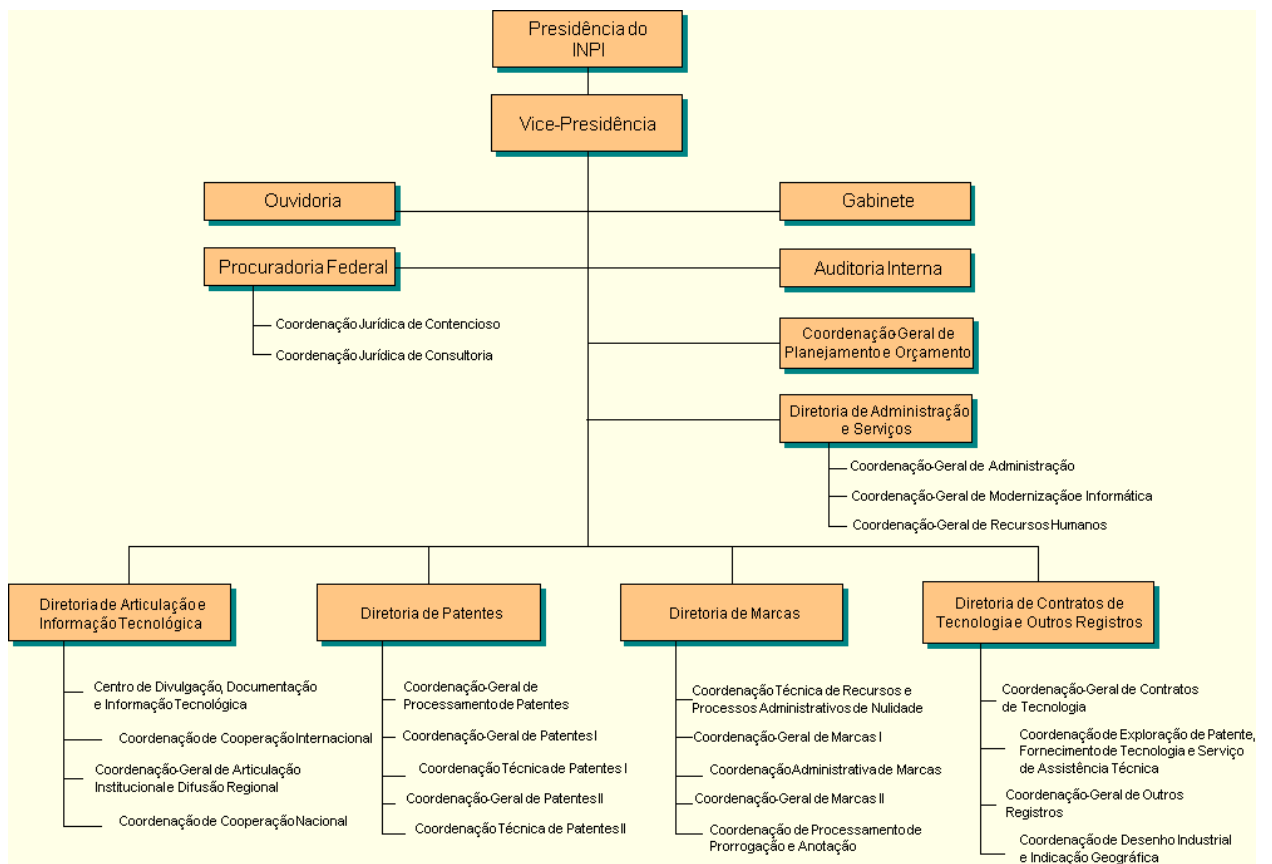 Presidência do
INPI
Vice-Presidência
Ouvidoria
Gabinete
Procuradoria Federal
Auditoria Interna
Coordenação Jurídica de Contencioso
Coordenação Jurídica de Consultoria
Coordenação-Geral de
Planejamento e Orçamento
Diretoria de Administração
e Serviços
Coordenação-Geral de Administração
Coordenação-Geral de Modernização e Informática
Coordenação-Geral de Recursos Humanos
Diretoria de Articulação e
Informação Tecnológica
Centro de Divulgação, Documentação
e Informação Tecnológica
Coordenação de Cooperação Internacional
Coordenação-Geral de Articulação
Institucional e Difusão Regional
Coordenação de Cooperação Nacional
Diretoria de Patentes
Coordenação-Geral de
Processamento de Patentes
Coordenação-Geral de Patentes I
Coordenação Técnica de Patentes I
Coordenação-Geral de Patentes II
Coordenação Técnica de Patentes II
Diretoria de Marcas
Coordenação Técnica de Recursos e
Processos Administrativos de Nulidade
Coordenação-Geral de Marcas I
Coordenação Administrativa de Marcas
Coordenação-Geral de Marcas II
Coordenação de Processamento de
Prorrogação e Anotação
Diretoria de Contratos de
Tecnologia e Outros Registros
Coordenação-Geral de Contratos
de Tecnologia
Coordenação de Exploração de Patente,
Fornecimento de Tecnologia e Serviço
de Assistência Técnica
Coordenação-Geral de Outros
Registros
Coordenação de Desenho Industrial
e Indicação Geográfica